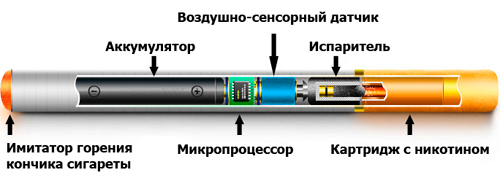 Воздушно-сенсорный датчик
Аккумулятор
Испаритель
Имитатор горения
кончика сигареты
Микропроцессор
Картридж с никотином